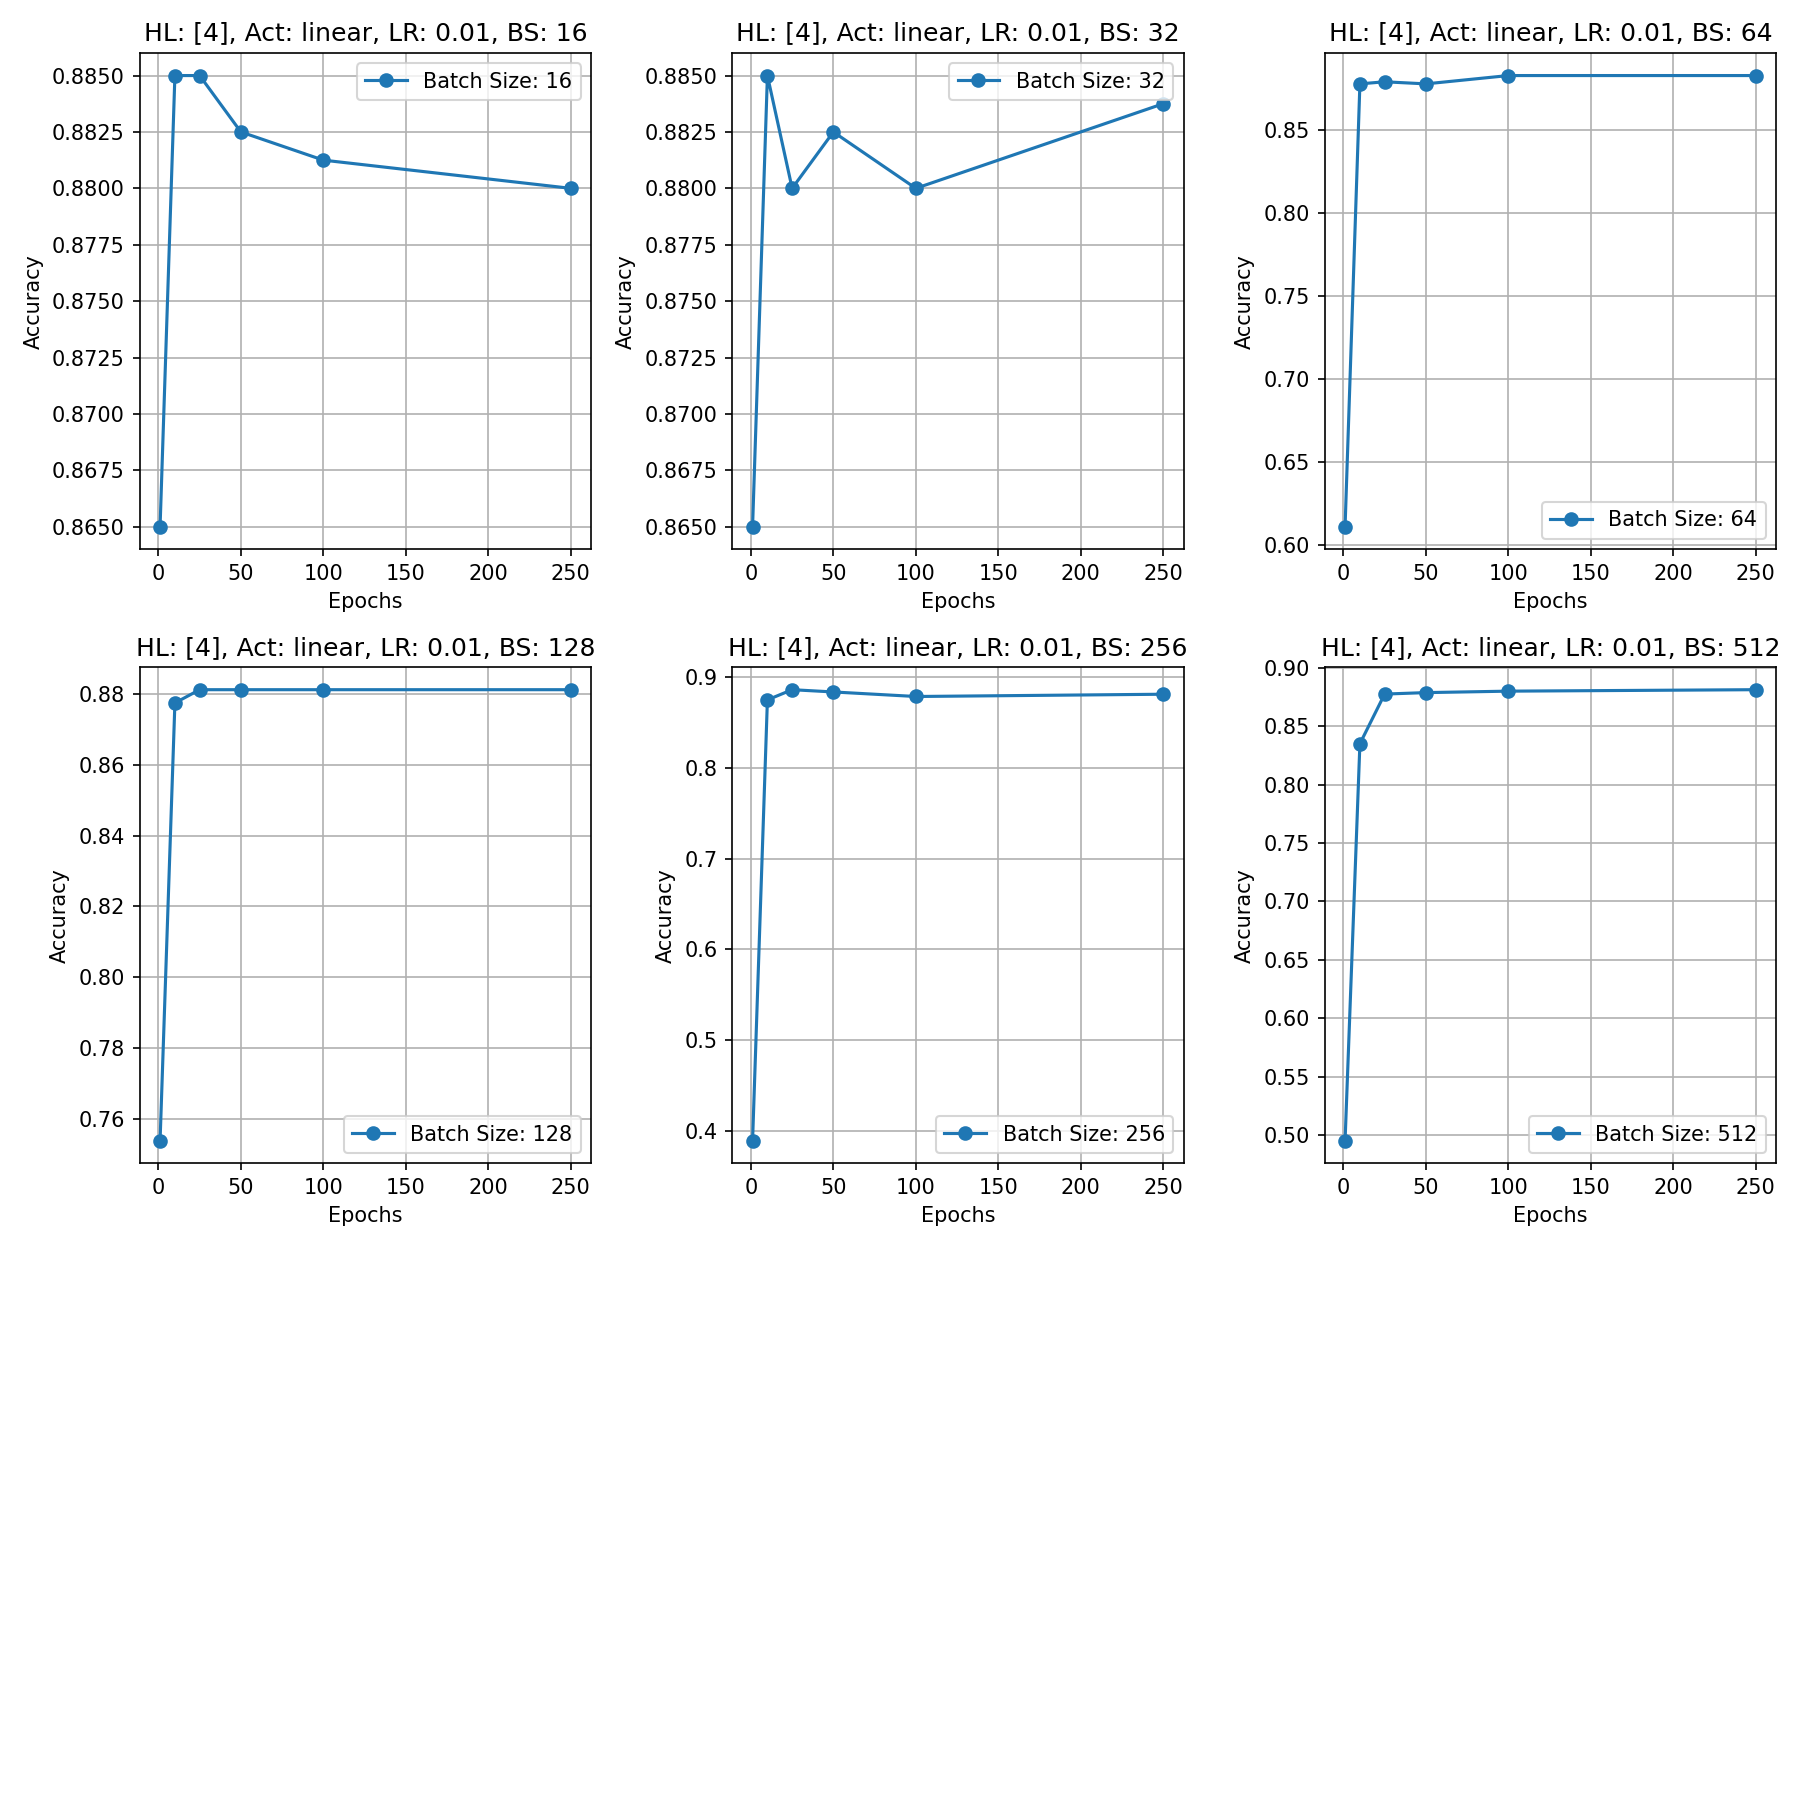 HL: [4], Act: linear, LR: 0.01, BS: 16
Batch Size: 16
Accuracy
0.8850
0.8825
0.8800
0.8775
0.8750
0.8725
0.8700
0.8675
0.8650
0 50 100 150 200 250
Epochs
HL: [4], Act: linear, LR: 0.01, BS: 32
Batch Size: 32
Accuracy
0.8850
0.8825
0.8800
0.8775
0.8750
0.8725
0.8700
0.8675
0.8650
0 50 100 150 200 250
Epochs
HL: [4], Act: linear, LR: 0.01, BS: 64
Accuracy
0.85
0.80
0.75
0.70
0.65
0.60
Batch Size: 64
0 50 100 150 200 250
Epochs
HL: [4], Act: linear, LR: 0.01, BS: 128
Accuracy
0.88
0.86
0.84
0.82
0.80
0.78
0.76
Batch Size: 128
0 50 100 150 200 250
Epochs
HL: [4], Act: linear, LR: 0.01, BS: 256
Accuracy
0.9
0.8
0.7
0.6
0.5
0.4
Batch Size: 256
0 50 100 150 200 250
Epochs
HL: [4], Act: linear, LR: 0.01, BS: 512
Accuracy
0.90
0.85
0.80
0.75
0.70
0.65
0.60
0.55
0.50
Batch Size: 512
0 50 100 150 200 250
Epochs